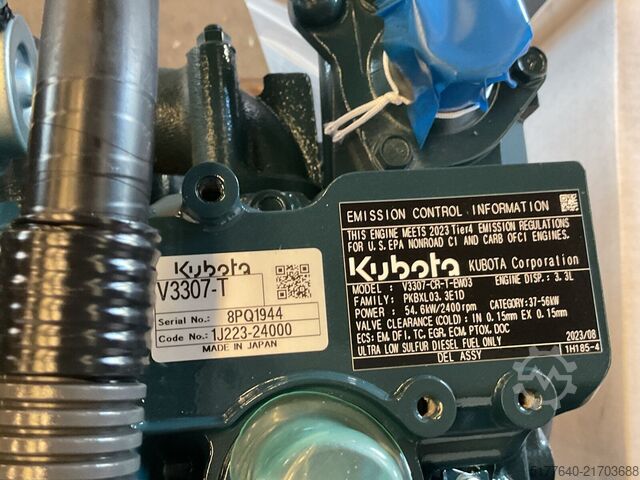 Kubota
V3307-T
Serial No.: 8PQ1944
Code No.: 1J223-24000
MADE IN JAPAN
EMISSION CONTROL INFORMATION
THIS ENGINE MEETS 2023 Tier4 EMISSION REGULATIONS
FOR U.S.EPA NONROAD CI AND CARB OFCI ENGINES.
Kubota KUBOTA Corporation
MODEL : V3307-CR-T-EW03 ENGINE DISP.: 3.3L
FAMILY: PKBXL03.3E1D
POWER : 54.6kW/2400rpm CATEGORY:37-56kW
VALVE CLEARANCE(COLD):IN 0.15mm EX 0.15mm
ECS:EM.DFI.TC.EGR.ECM.PTOX.DOC
ULTRA LOW SULFUR DIESEL FUEL ONLY 2023/08
DEL ASSY 1H185-4
5177640-21703688